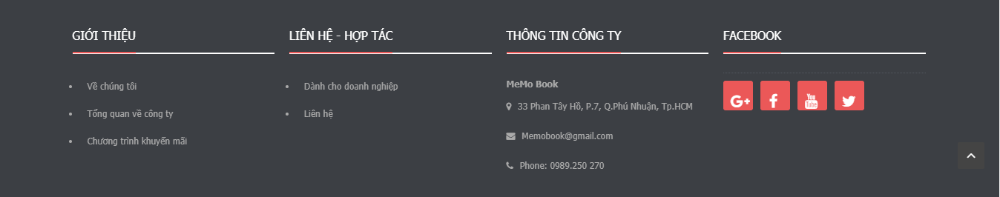 GIỚI THIỆU
Về chúng tôi
Tổng quan về công ty
Chương trình khuyến mãi
LIÊN HỆ - HỢP TÁC
Dành cho doanh nghiệp
Liên hệ
THÔNG TIN CÔNG TY
MeMo Book
33 Phan Tây Hồ, P.7, Q.Phú Nhuận, Tp.HCM
Memobook@gmail.com
Phone: 0989.250 270
FACEBOOK
G+
f
You
Tube